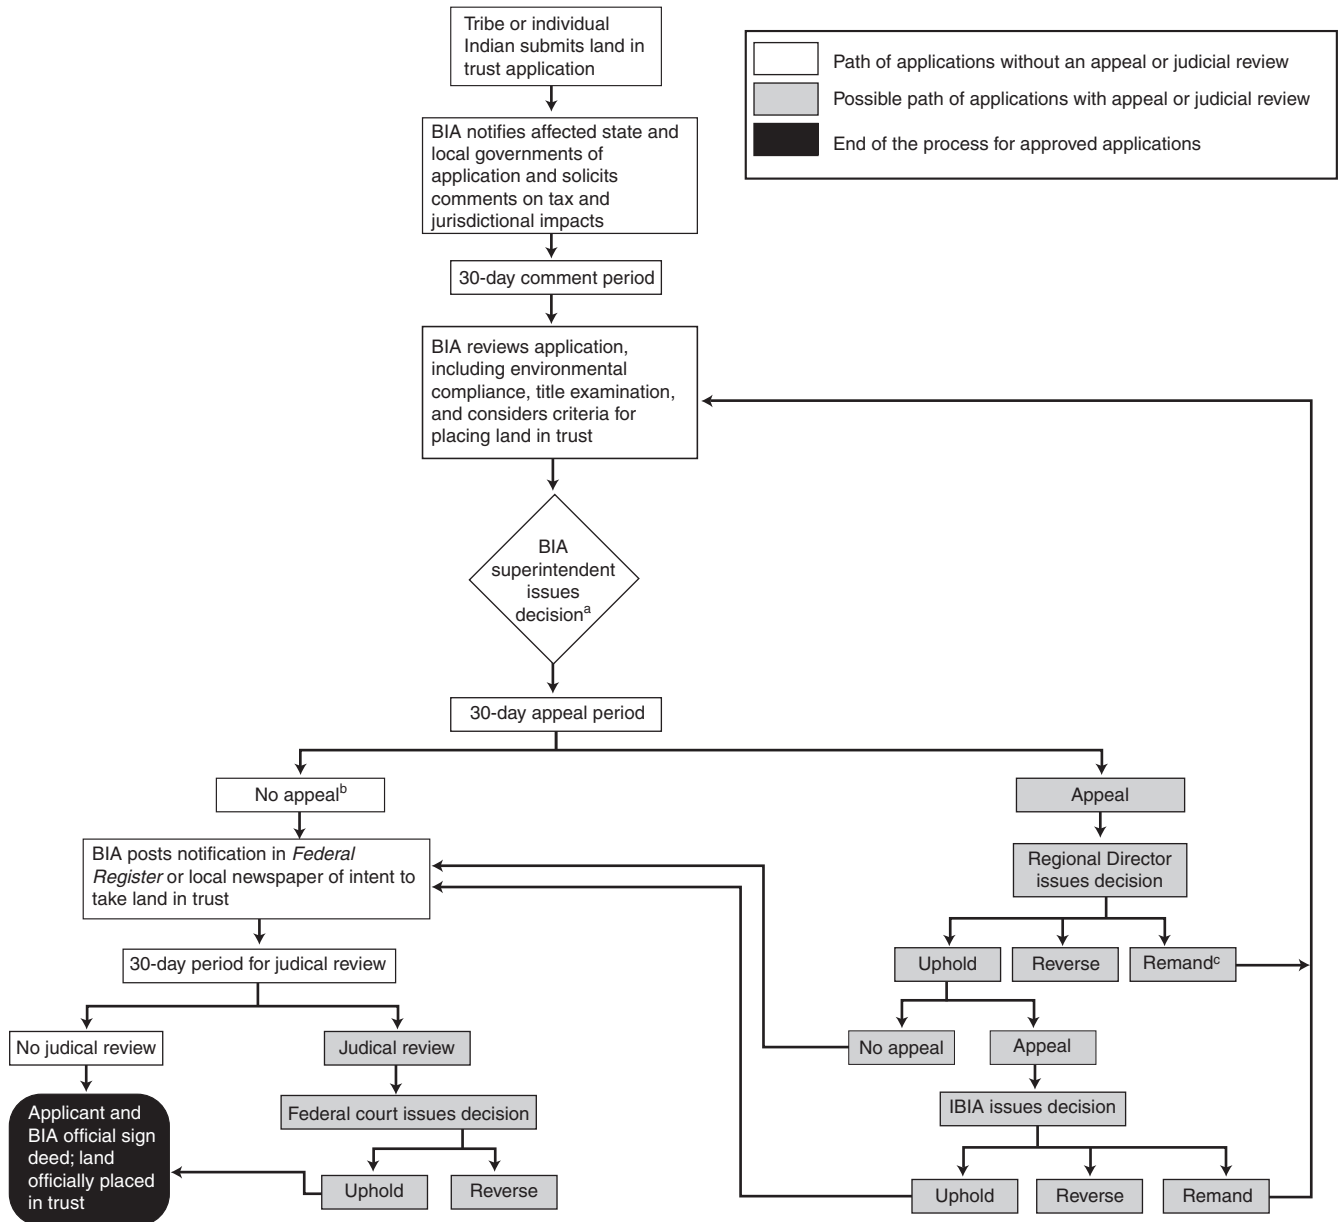 Tribe or individual
Indian submits land in
trust application
Path of applications without an appeal or judicial review
Possible path of applications with appeal or judicial review
End of the process for approved applications
BIA notifies affected state and
local governments of
application and solicits
comments on tax and
jurisdictional impacts
30-day comment period
BIA reviews application,
including environmental
compliance, title examination,
and considers criteria for
placing land in trust
BIA
superintendent
issues
decisionᵃ
30-day appeal period
No appealᵇ
Appeal
BIA posts notification in Federal
Register or local newspaper of intent to
take land in trust
Regional Director
issues decision
30-day period for judical review
Uphold
Reverse
Remandᶜ
No judical review
Judical review
No appeal
Appeal
Applicant and
BIA official sign
deed; land
officially placed
in trust
Federal court issues decision
IBIA issues decision
Uphold
Reverse
Uphold
Reverse
Remand